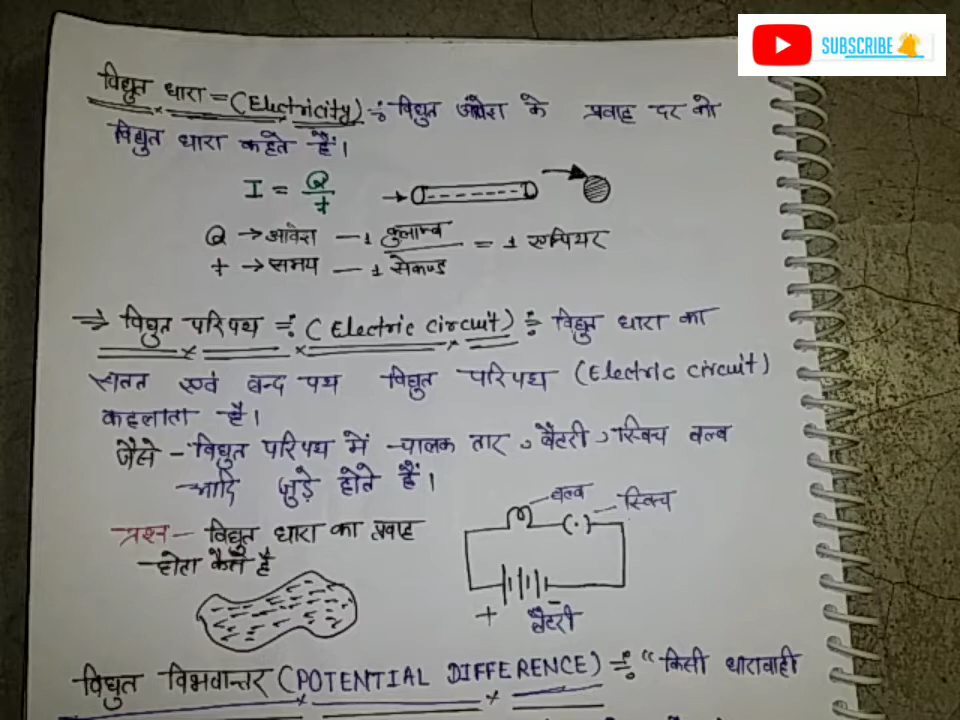 SUBSCRIBE
विद्युत धारा = (Electricity) ÷ विद्युत आवेश के प्रवाह दर को
विद्युत धारा कहते हैं।
I = Q/t
Q → आवेश — 1 कुलाम्ब = 1 एम्पियर
t → समय — 1 सेकण्ड
⇒ विद्युत परिपथ ÷ (Electric circuit) ÷ विद्युत धारा का
सतत एवं बन्द पथ विद्युत परिपथ (Electric circuit)
कहलाता है।
जैसे - विद्युत परिपथ में चालक तार, बैटरी, स्विच बल्ब
आदि जुड़े होते हैं।
बल्व स्विच
प्रश्न - विद्युत धारा का प्रवाह
होता कैसे है
+ − बैटरी
विद्युत विभवान्तर (POTENTIAL DIFFERENCE) ÷ "किसी धारावाही